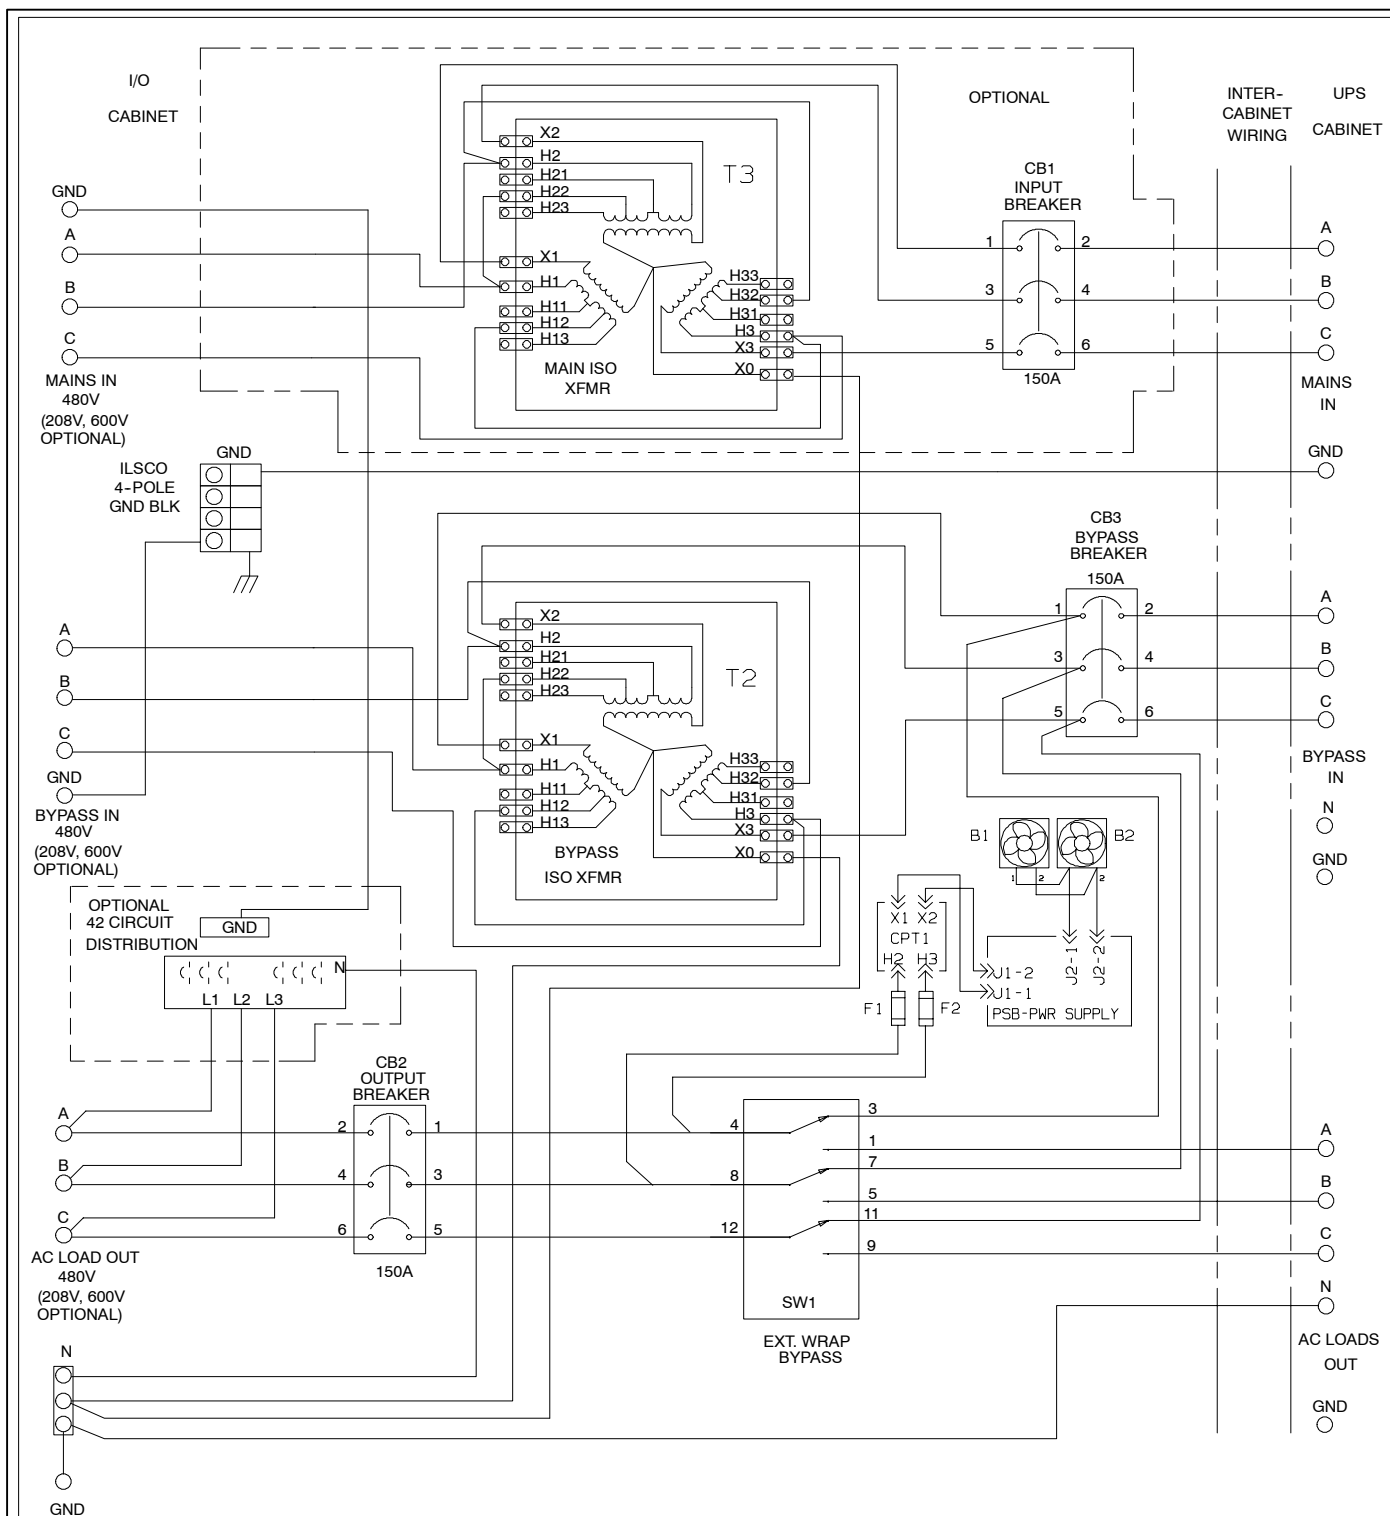 I/O
CABINET
OPTIONAL
INTER-
CABINET
WIRING
UPS
CABINET
GND
A
B
C
MAINS IN
480V
(208V, 600V
OPTIONAL)
X2
H2
H21
H22
H23
X1
H1
H11
H12
H13
T3
H33
H32
H31
H3
X3
X0
MAIN ISO
XFMR
CB1
INPUT
BREAKER
1
2
3
4
5
6
150A
A
B
C
MAINS
IN
GND
ILSCO
4-POLE
GND BLK
GND
A
B
C
GND
BYPASS IN
480V
(208V, 600V
OPTIONAL)
X2
H2
H21
H22
H23
X1
H1
H11
H12
H13
T2
H33
H32
H31
H3
X3
X0
BYPASS
ISO XFMR
CB3
BYPASS
BREAKER
150A
1
2
3
4
5
6
A
B
C
BYPASS
IN
N
GND
B1
B2
1
2
1
2
X1 X2
CPT1
H2 H3
F1
F2
J1-2
J1-1
J2-1
J2-2
PSB-PWR SUPPLY
OPTIONAL
42 CIRCUIT
DISTRIBUTION
GND
N
L1 L2 L3
CB2
OUTPUT
BREAKER
2
1
4
3
6
5
150A
A
B
C
AC LOAD OUT
480V
(208V, 600V
OPTIONAL)
4
3
1
8
7
5
12
11
9
SW1
EXT. WRAP
BYPASS
A
B
C
N
AC LOADS
OUT
GND
N
GND